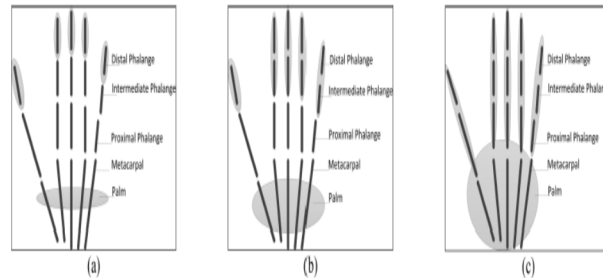 Distal Phalange
Intermediate Phalange
Proximal Phalange
Metacarpal
Palm
(a)
Distal Phalange
Intermediate Phalange
Proximal Phalange
Metacarpal
Palm
(b)
Distal Phalange
Intermediate Phalange
Proximal Phalange
Metacarpal
Palm
(c)